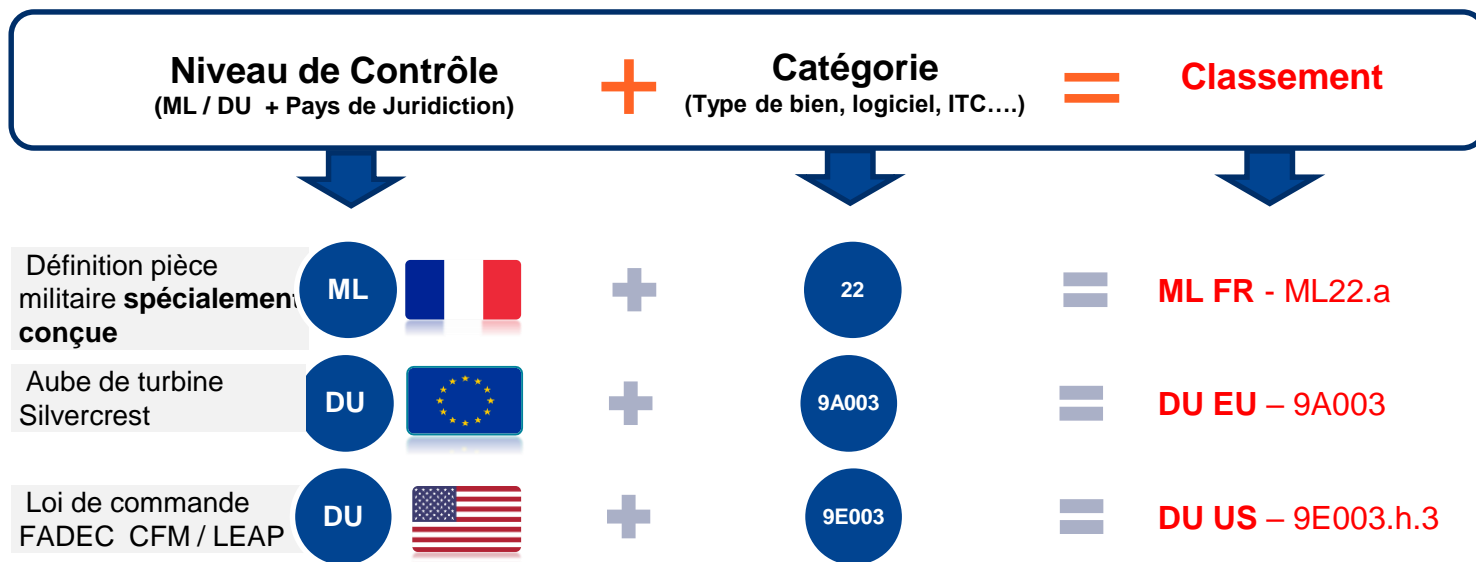 Niveau de Contrôle
(ML / DU + Pays de Juridiction)
+
Catégorie
(Type de bien, logiciel, ITC….)
=
Classement
Définition pièce
militaire spécialement
conçue
ML
+
22
=
ML FR - ML22.a
Aube de turbine
Silvercrest
DU
+
9A003
=
DU EU – 9A003
Loi de commande
FADEC CFM / LEAP
DU
+
9E003
=
DU US – 9E003.h.3